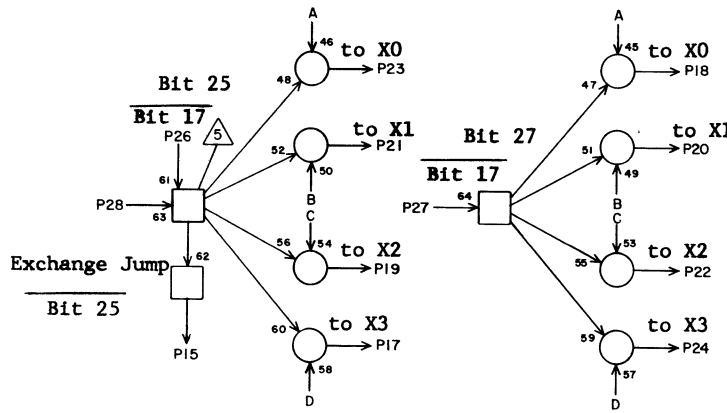 A
46
to X0
48
P23
Bit 25
Bit 17
P26
5
52
to X1
P21
50
61
P28
63
B
C
62
56
54
to X2
P19
Exchange Jump
Bit 25
60
to X3
P17
58
P15
D
A
45
to X0
47
P18
Bit 27
Bit 17
51
to X1
P20
49
64
P27
B
C
53
55
to X2
P22
59
to X3
P24
57
D